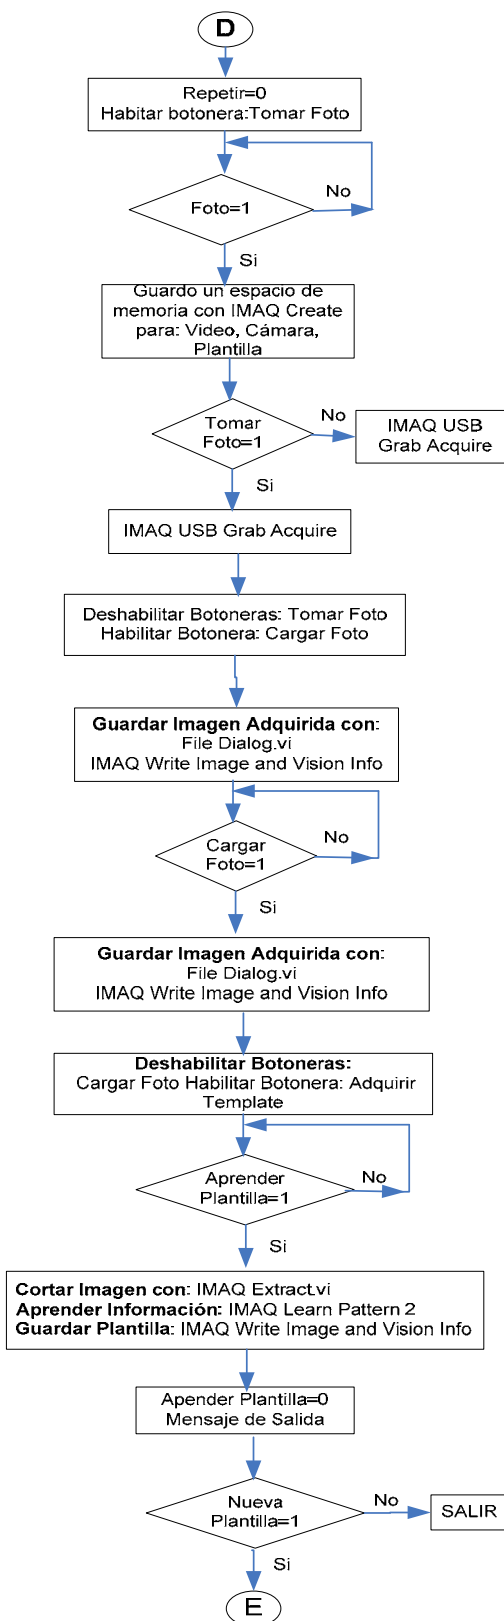 D
Repetir=0
Habitar botonera:Tomar Foto
Foto=1
No
Si
Guardo un espacio de
memoria con IMAQ Create
para: Video, Cámara,
Plantilla
Tomar
Foto=1
No
IMAQ USB
Grab Acquire
Si
IMAQ USB Grab Acquire
Deshabilitar Botoneras: Tomar Foto
Habilitar Botonera: Cargar Foto
Guardar Imagen Adquirida con:
File Dialog.vi
IMAQ Write Image and Vision Info
Cargar
Foto=1
No
Si
Guardar Imagen Adquirida con:
File Dialog.vi
IMAQ Write Image and Vision Info
Deshabilitar Botoneras:
Cargar Foto Habilitar Botonera: Adquirir
Template
Aprender
Plantilla=1
No
Si
Cortar Imagen con: IMAQ Extract.vi
Aprender Información: IMAQ Learn Pattern 2
Guardar Plantilla: IMAQ Write Image and Vision Info
Apender Plantilla=0
Mensaje de Salida
Nueva
Plantilla=1
No
SALIR
Si
E